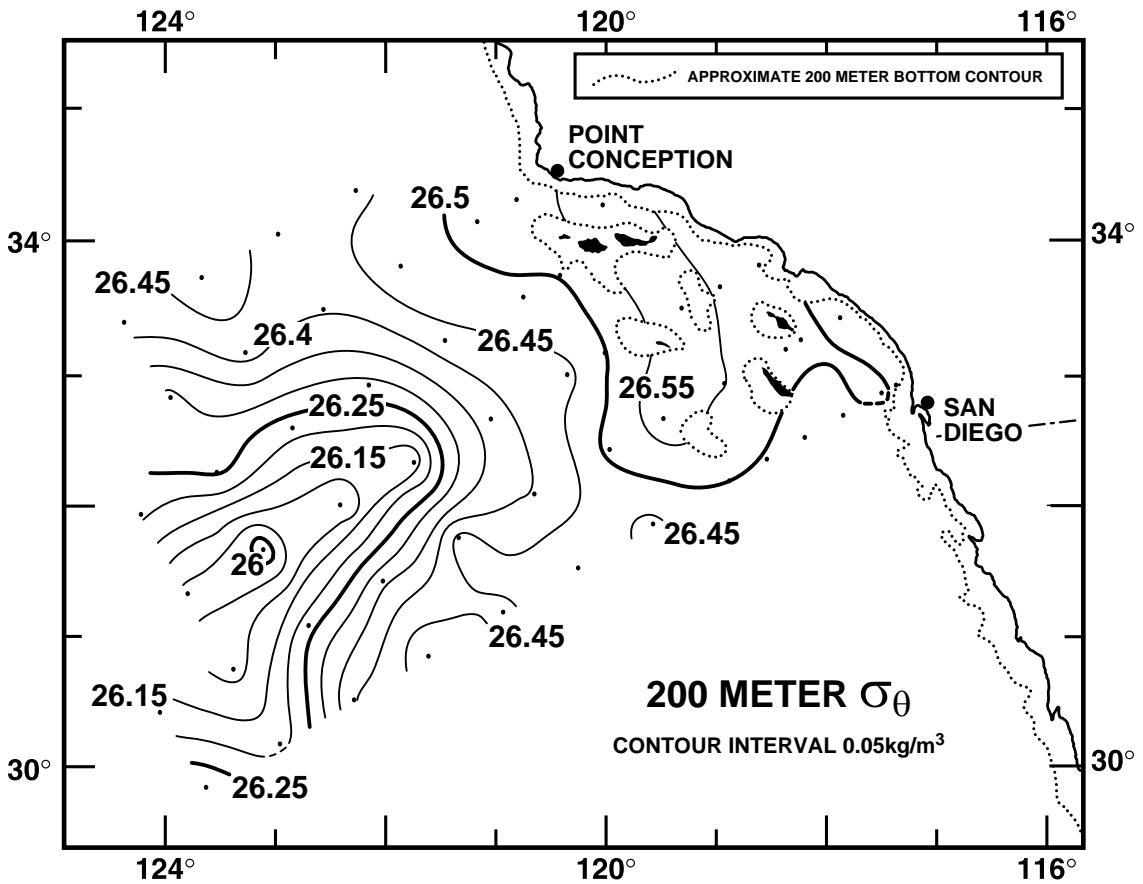 124° 120° 116°
APPROXIMATE 200 METER BOTTOM CONTOUR
POINT
CONCEPTION
26.5
34° 34°
26.45
26.4
26.45
26.55
26.25
SAN
DIEGO
26.15
26.45
26
26.45
26.15
200 METER σθ
CONTOUR INTERVAL 0.05kg/m³
30° 30°
26.25
124° 120° 116°